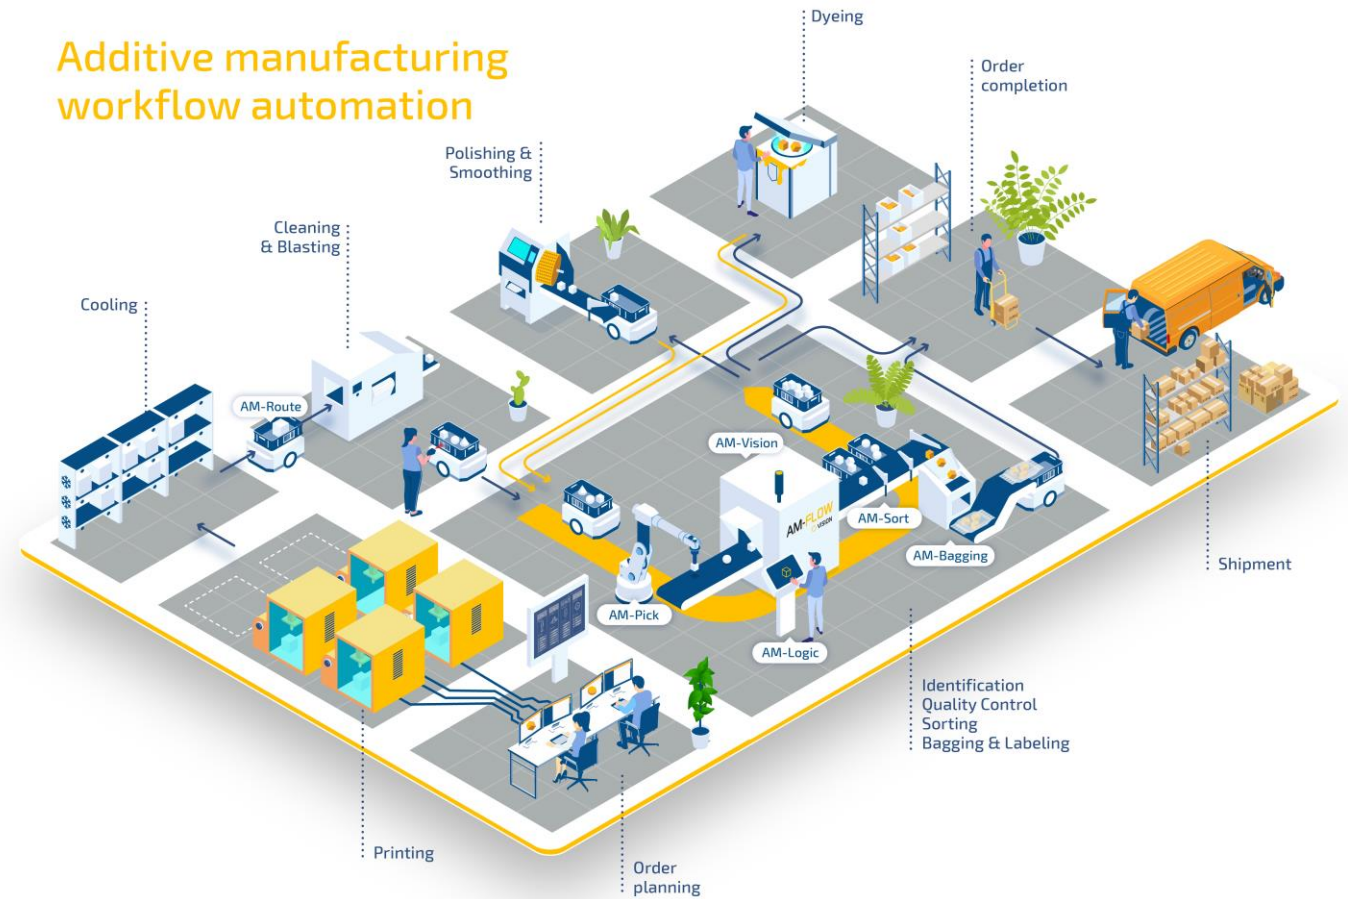 Additive manufacturing
workflow automation
Dyeing
Order
completion
Polishing &
Smoothing
Cleaning
& Blasting
Cooling
AM-Route
AM-Vision
AM-FLOW
VISION
AM-Sort
AM-Bagging
AM-Pick
AM-Logic
Shipment
Identification
Quality Control
Sorting
Bagging & Labeling
Printing
Order
planning